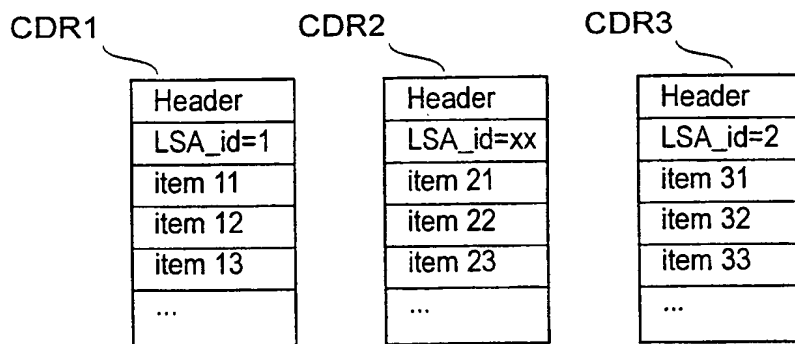 CDR1
Header
LSA_id=1
item 11
item 12
item 13
...
CDR2
Header
LSA_id=xx
item 21
item 22
item 23
...
CDR3
Header
LSA_id=2
item 31
item 32
item 33
...